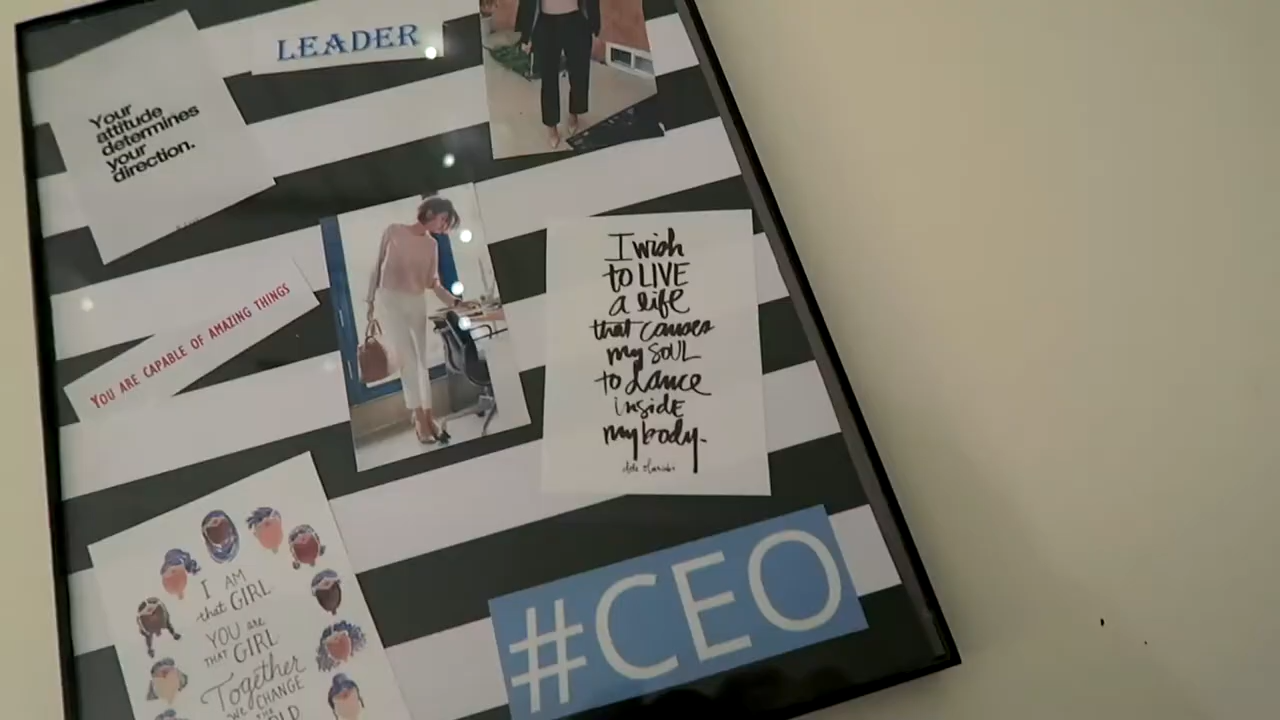 LEADER
Your
attitude
determines
your
direction.
YOU ARE CAPABLE OF AMAZING THINGS
I wish
to LIVE
a life
that causes
my SOUL
to dance
inside
my body.
I AM
that GIRL
YOU are
THAT GIRL
Together
WE CHANGE
THE
#CEO